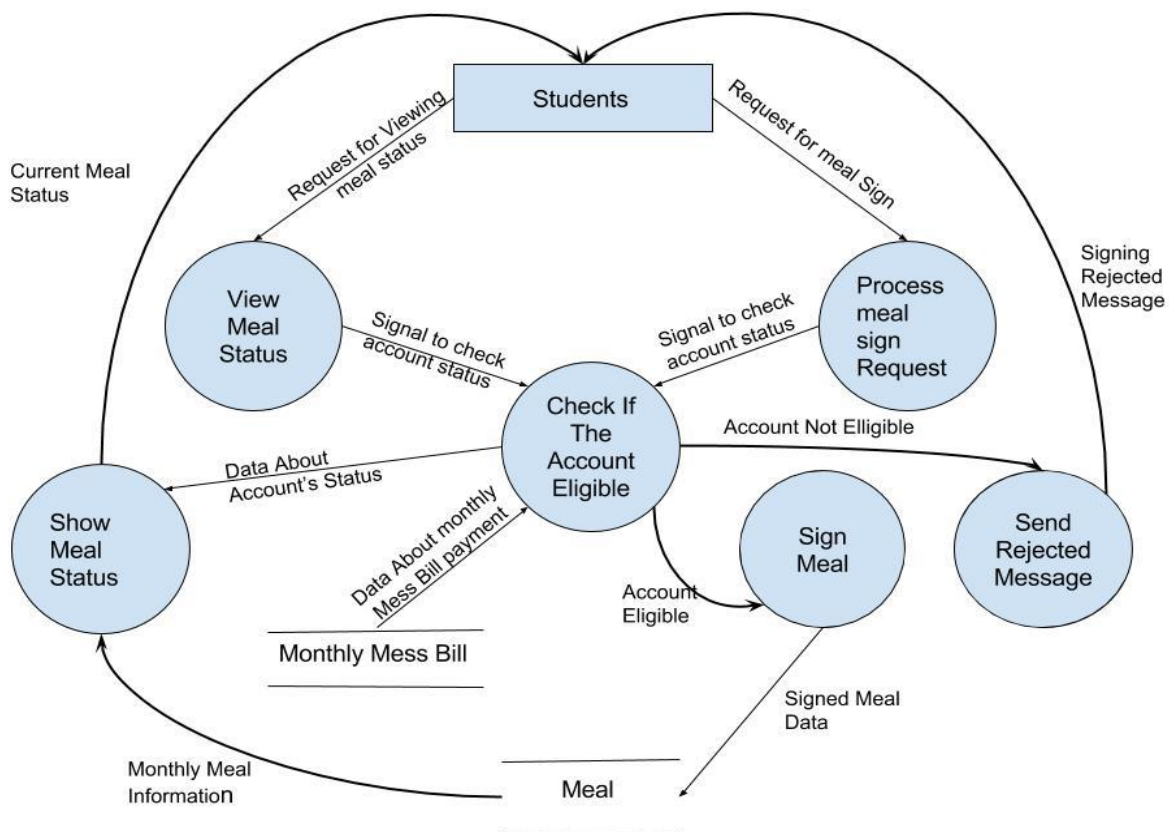 Students
Request for Viewing
meal status
Request for meal Sign
Current Meal
Status
Signing
Rejected
Message
View
Meal
Status
Process
meal
sign
Request
Signal to check
account status
Signal to check
account status
Check If
The
Account
Eligible
Account Not Elligible
Data About
Account's Status
Show
Meal
Status
Data About monthly
Mess Bill payment
Sign
Meal
Send
Rejected
Message
Account
Eligible
Monthly Mess Bill
Signed Meal
Data
Monthly Meal
Information
Meal